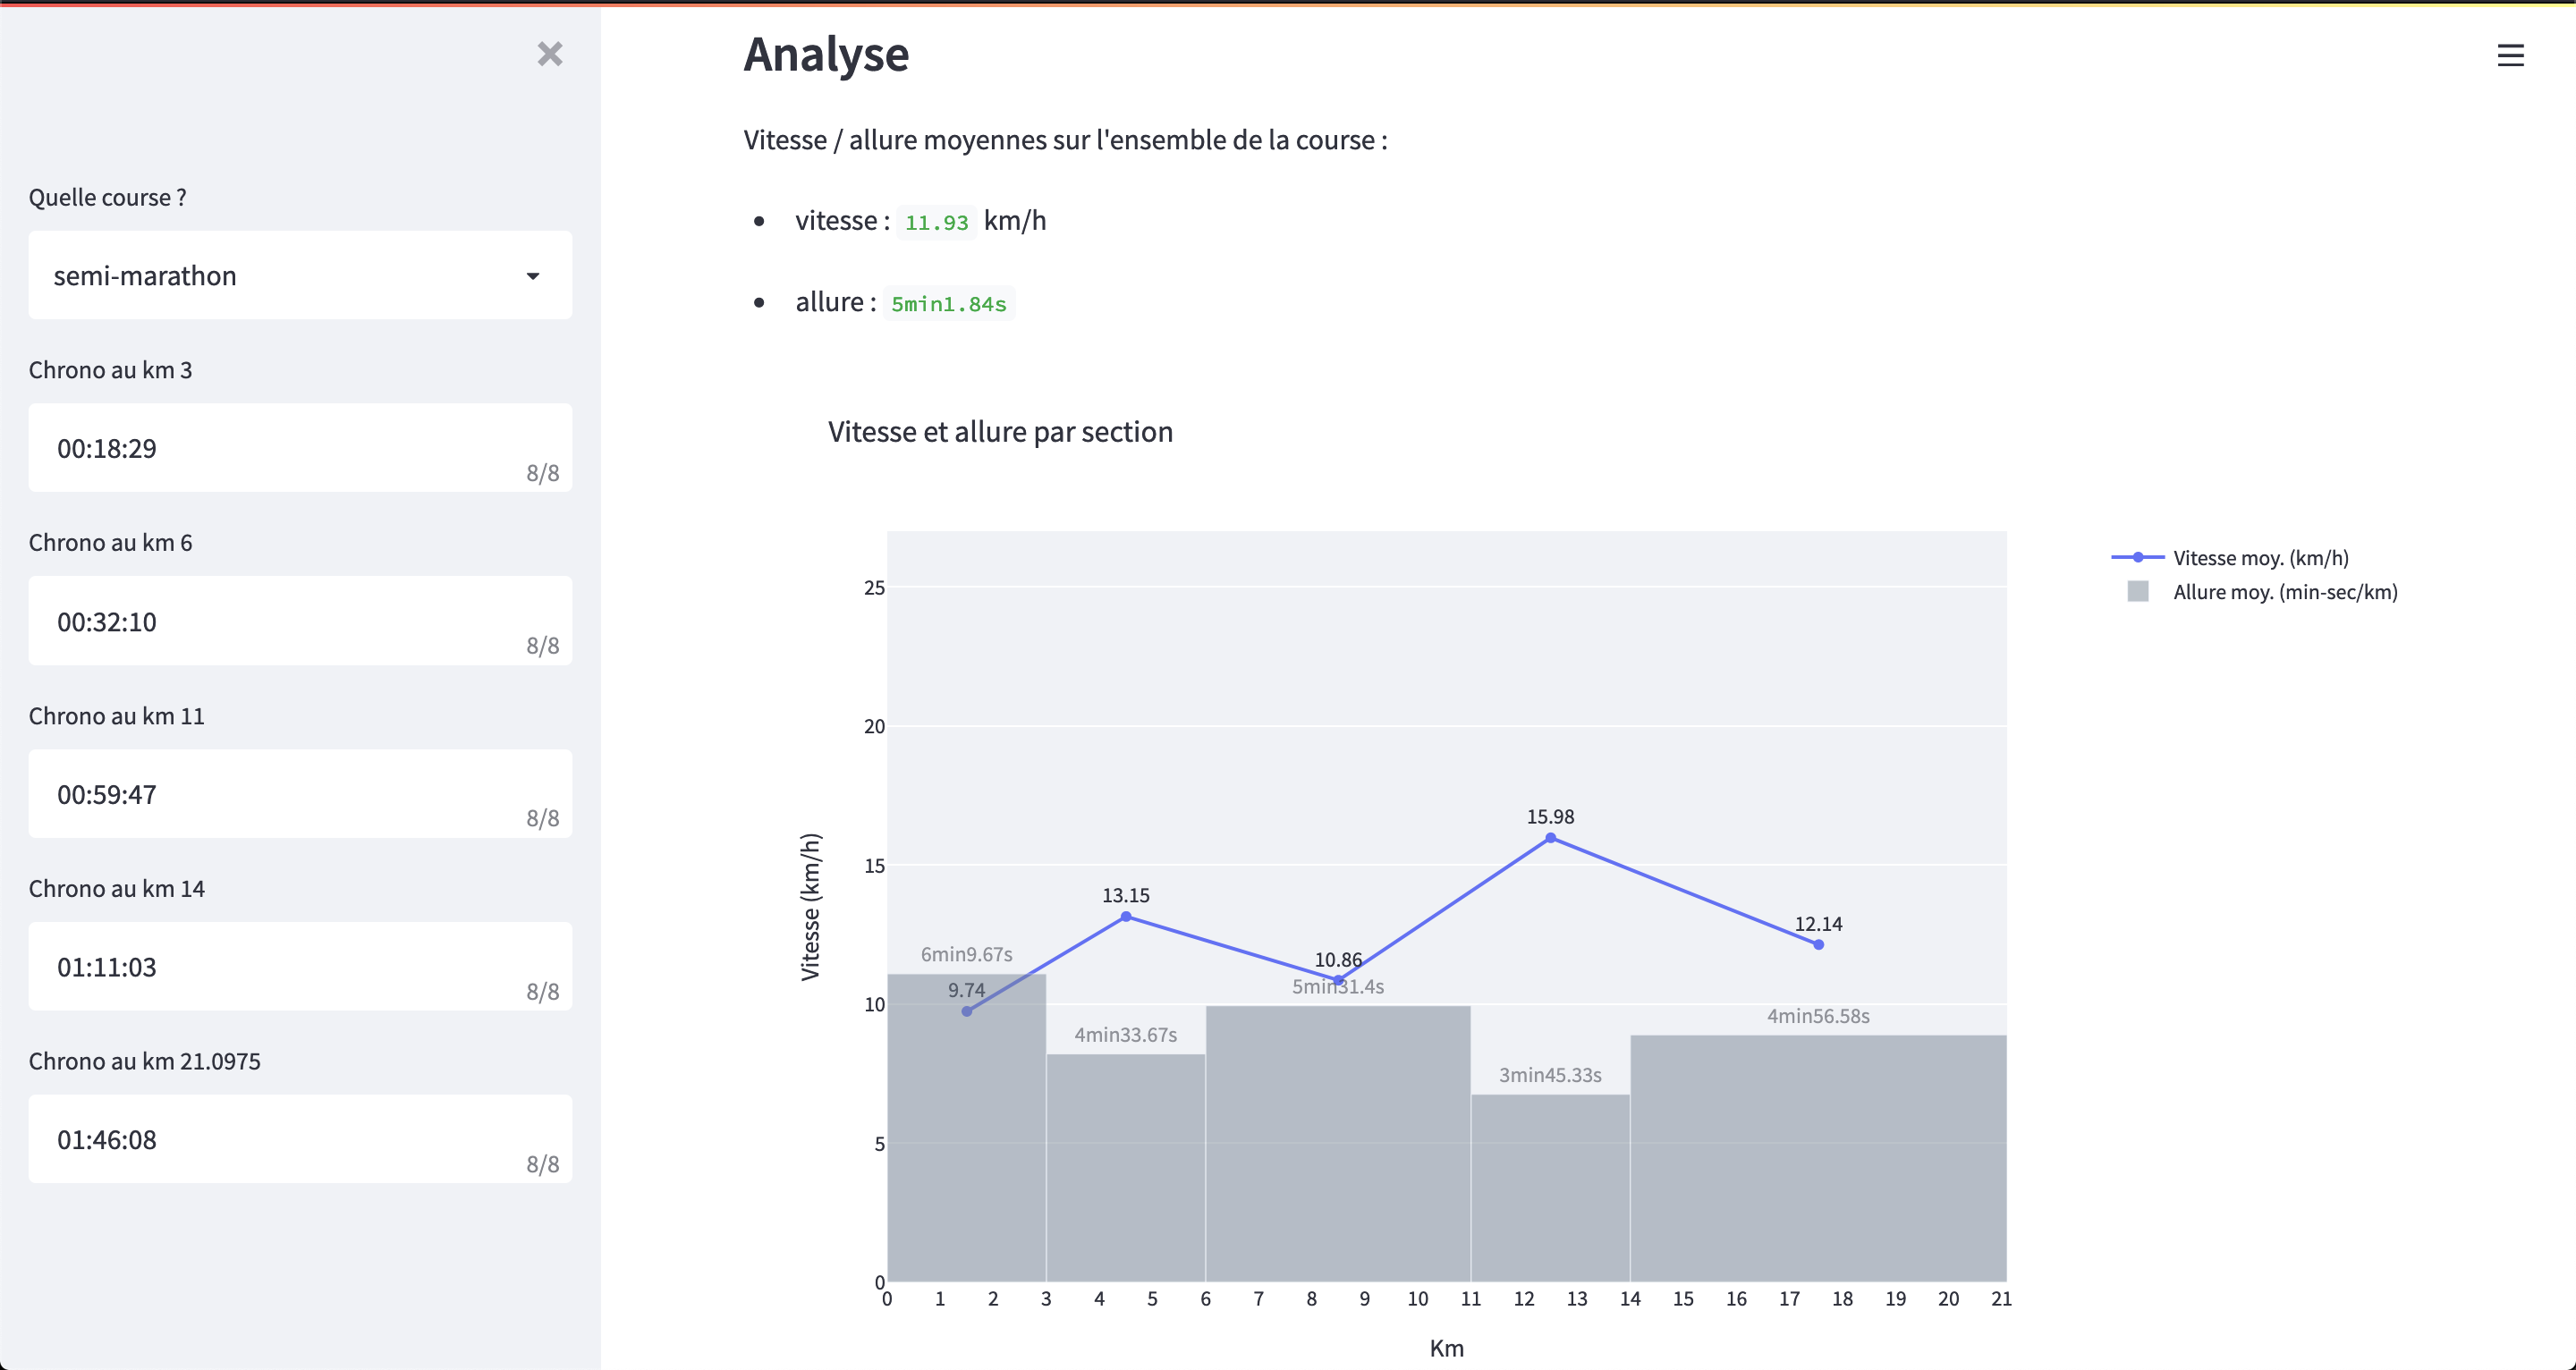 Quelle course ?
semi-marathon
Chrono au km 3
00:18:29
8/8
Chrono au km 6
00:32:10
8/8
Chrono au km 11
00:59:47
8/8
Chrono au km 14
01:11:03
8/8
Chrono au km 21.0975
01:46:08
8/8
Analyse
Vitesse / allure moyennes sur l'ensemble de la course :
vitesse : 11.93 km/h
allure : 5min1.84s
Vitesse et allure par section
Vitesse moy. (km/h)
Allure moy. (min-sec/km)
Vitesse (km/h)
25
20
15
10
5
0
15.98
13.15
12.14
10.86
9.74
6min9.67s
4min33.67s
5min31.4s
3min45.33s
4min56.58s
0 1 2 3 4 5 6 7 8 9 10 11 12 13 14 15 16 17 18 19 20 21
Km